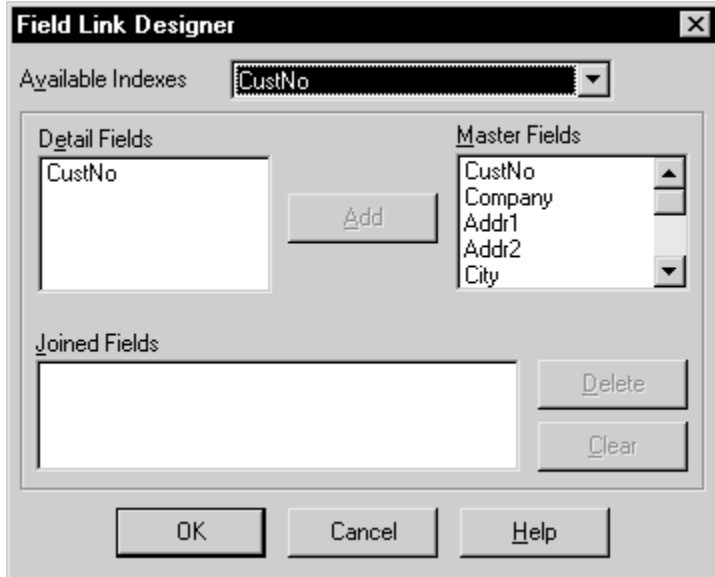 Field Link Designer
Available Indexes CustNo
Detail Fields
Master Fields
CustNo
CustNo
Company
Addr1
Addr2
City
Add
Joined Fields
Delete
Clear
OK Cancel Help